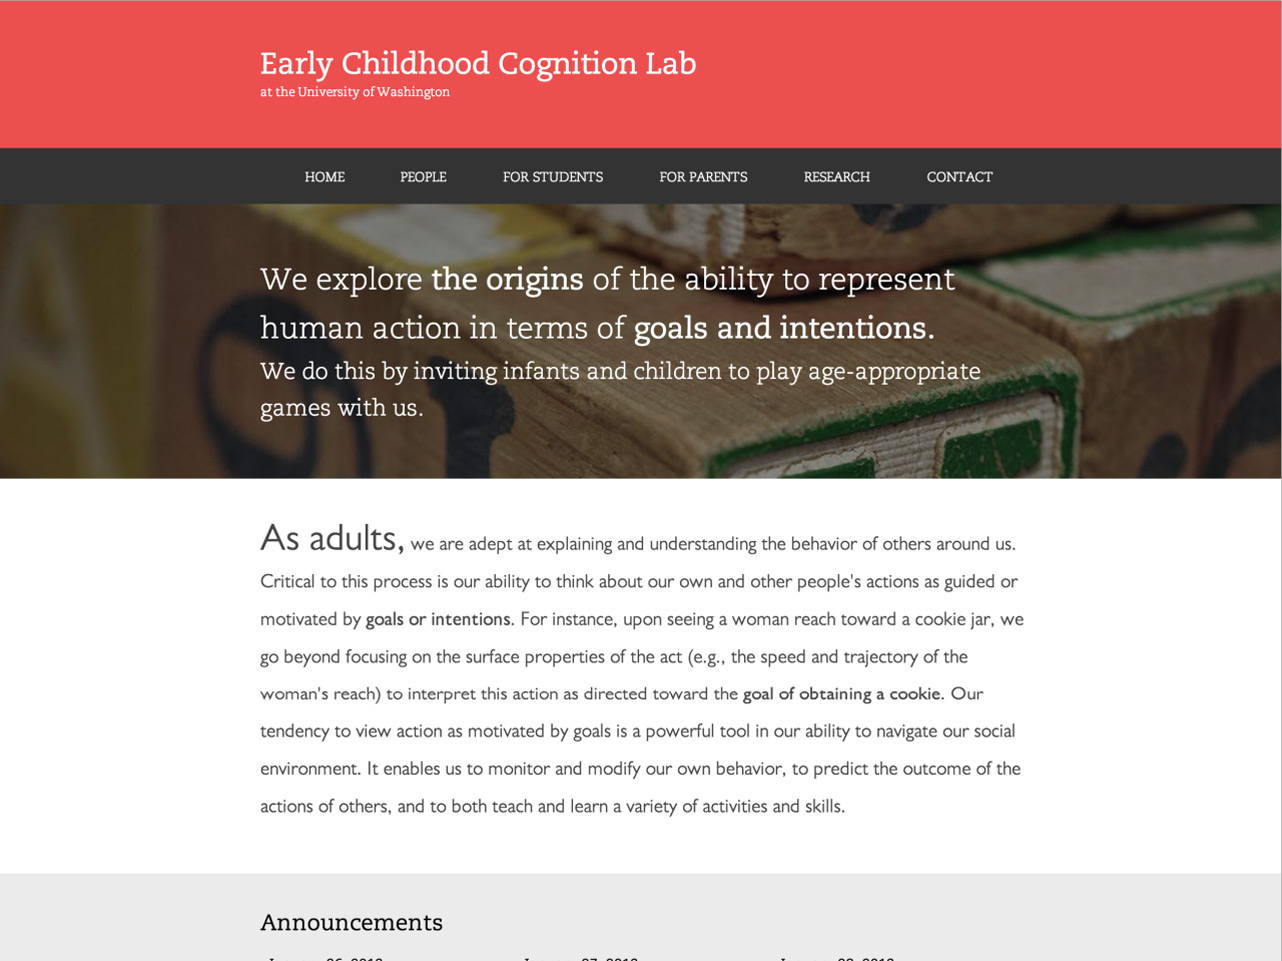 Early Childhood Cognition Lab
at the University of Washington
HOME PEOPLE FOR STUDENTS FOR PARENTS RESEARCH CONTACT
We explore the origins of the ability to represent
human action in terms of goals and intentions.
We do this by inviting infants and children to play age-appropriate
games with us.
As adults, we are adept at explaining and understanding the behavior of others around us.
Critical to this process is our ability to think about our own and other people's actions as guided or
motivated by goals or intentions. For instance, upon seeing a woman reach toward a cookie jar, we
go beyond focusing on the surface properties of the act (e.g., the speed and trajectory of the
woman's reach) to interpret this action as directed toward the goal of obtaining a cookie. Our
tendency to view action as motivated by goals is a powerful tool in our ability to navigate our social
environment. It enables us to monitor and modify our own behavior, to predict the outcome of the
actions of others, and to both teach and learn a variety of activities and skills.
Announcements